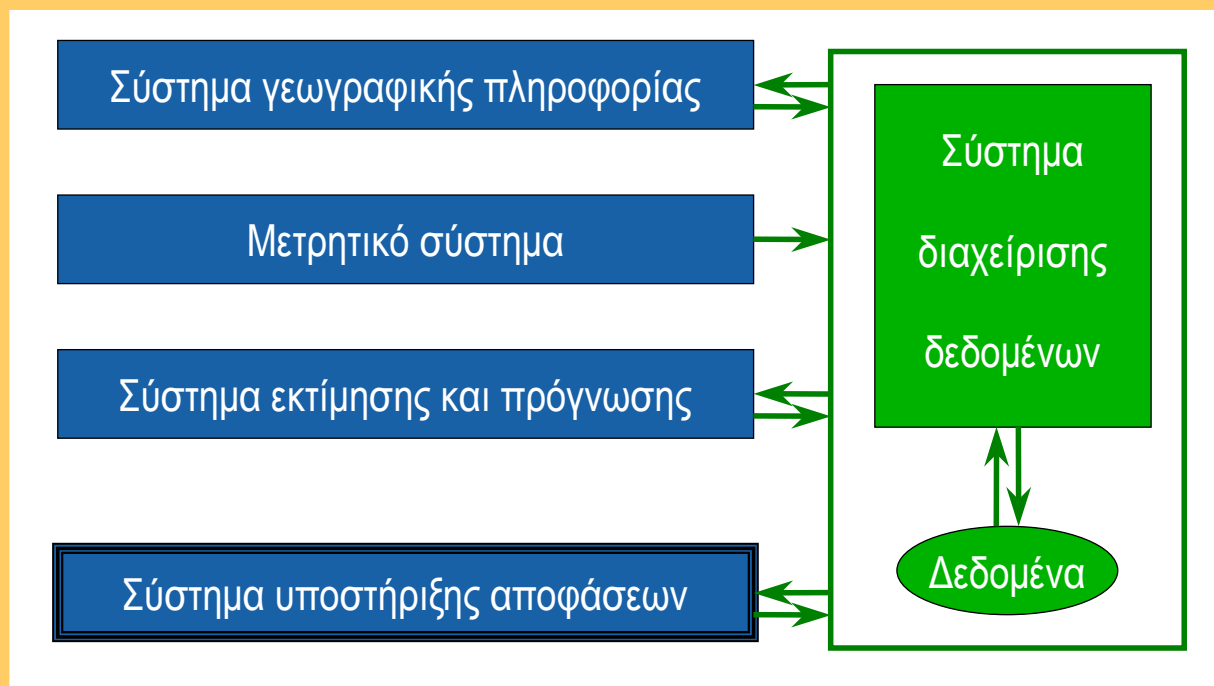 Σύστημα γεωγραφικής πληροφορίας
Μετρητικό σύστημα
Σύστημα εκτίμησης και πρόγνωσης
Σύστημα υποστήριξης αποφάσεων
Σύστημα
διαχείρισης
δεδομένων
Δεδομένα